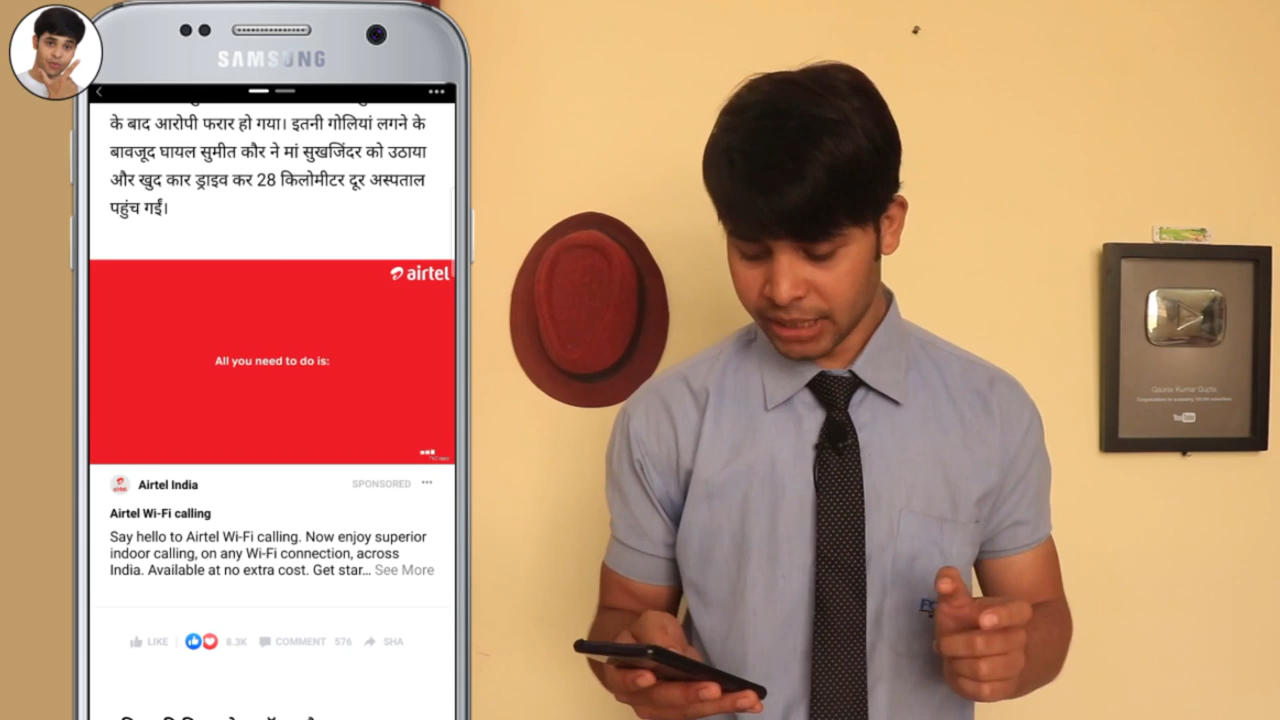 SAMSUNG
के बाद आरोपी फरार हो गया। इतनी गोलियां लगने के
बावजूद घायल सुमीत कौर ने मां सुखजिंदर को उठाया
और खुद कार ड्राइव कर 28 किलोमीटर दूर अस्पताल
पहुंच गईं।
airtel
All you need to do is:
Airtel India
SPONSORED
Airtel Wi-Fi calling
Say hello to Airtel Wi-Fi calling. Now enjoy superior
indoor calling, on any Wi-Fi connection, across
India. Available at no extra cost. Get star... See More
LIKE 8.3K COMMENT 576 SHA
Gaurav Kumar Gupta
YouTube